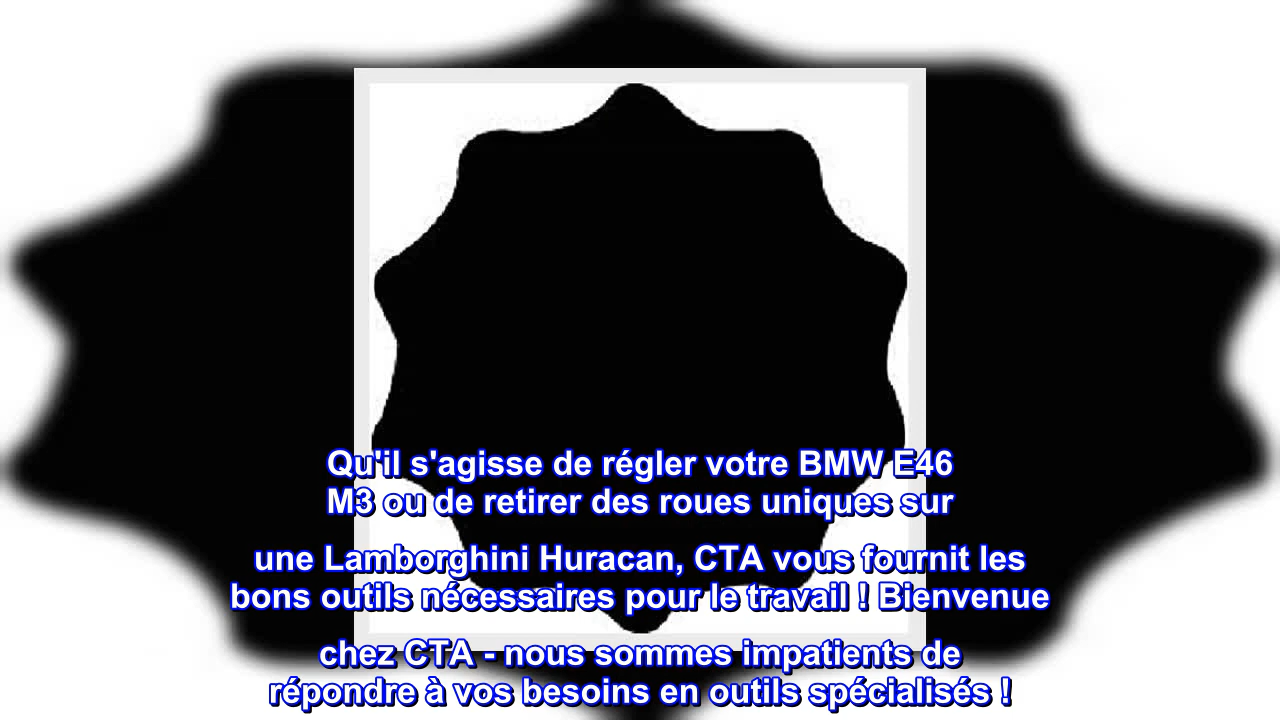 Qu'il s'agisse de régler votre BMW E46
M3 ou de retirer des roues uniques sur
une Lamborghini Huracan, CTA vous fournit les
bons outils nécessaires pour le travail ! Bienvenue
chez CTA - nous sommes impatients de
répondre à vos besoins en outils spécialisés !